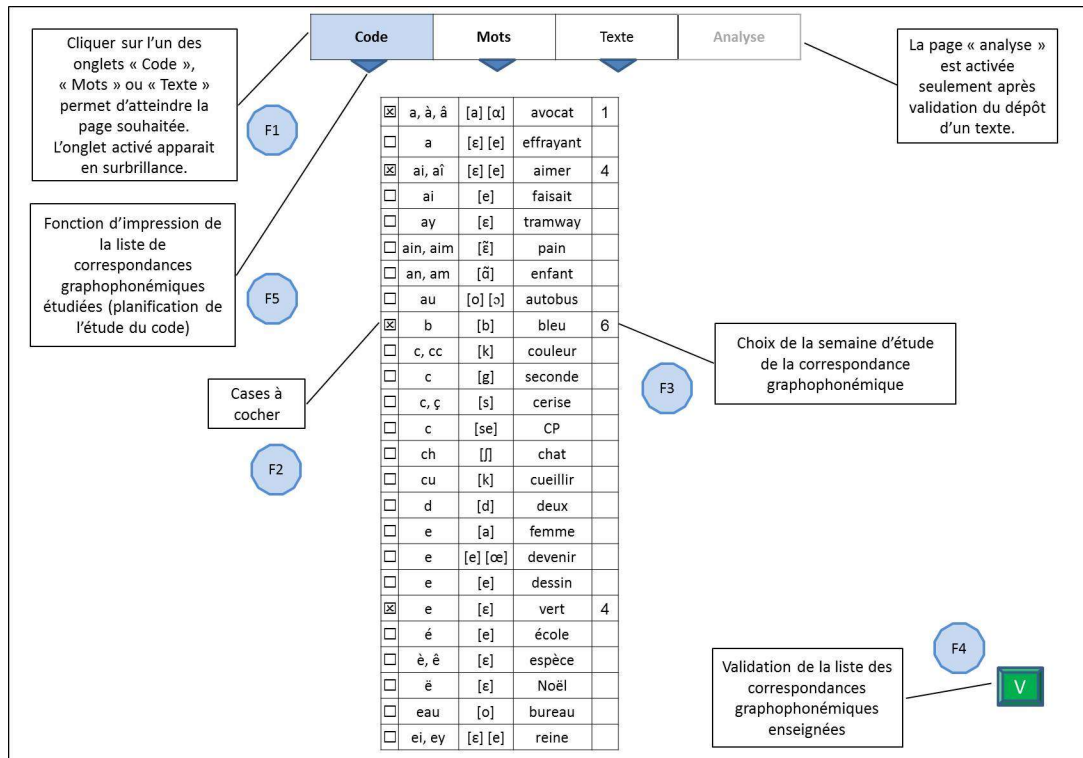 Code Mots Texte Analyse
Cliquer sur l’un des
onglets « Code »,
« Mots » ou « Texte »
permet d’atteindre la
page souhaitée.
L’onglet activé apparait
en surbrillance.
F1
La page « analyse »
est activée
seulement après
validation du dépôt
d’un texte.
Fonction d’impression de
la liste de
correspondances
graphophonémiques
étudiées (planification de
l’étude du code)
F5
Cases à
cocher
F2
☒ a, à, â [a] [ɑ] avocat 1
☐ a [ɛ] [e] effrayant
☒ ai, aî [ɛ] [e] aimer 4
☐ ai [e] faisait
☐ ay [ɛ] tramway
☐ ain, aim [ɛ̃] pain
☐ an, am [ɑ̃] enfant
☐ au [o] [ɔ] autobus
☒ b [b] bleu 6
☐ c, cc [k] couleur
☐ c [g] seconde
☐ c, ç [s] cerise
☐ c [se] CP
☐ ch [ʃ] chat
☐ cu [k] cueillir
☐ d [d] deux
☐ e [a] femme
☐ e [e] [œ] devenir
☐ e [e] dessin
☒ e [ɛ] vert 4
☐ é [e] école
☐ è, ê [ɛ] espèce
☐ ë [ɛ] Noël
☐ eau [o] bureau
☐ ei, ey [ɛ] [e] reine
Choix de la semaine d’étude
de la correspondance
graphophonémique
F3
F4
Validation de la liste des
correspondances
graphophonémiques
enseignées
V